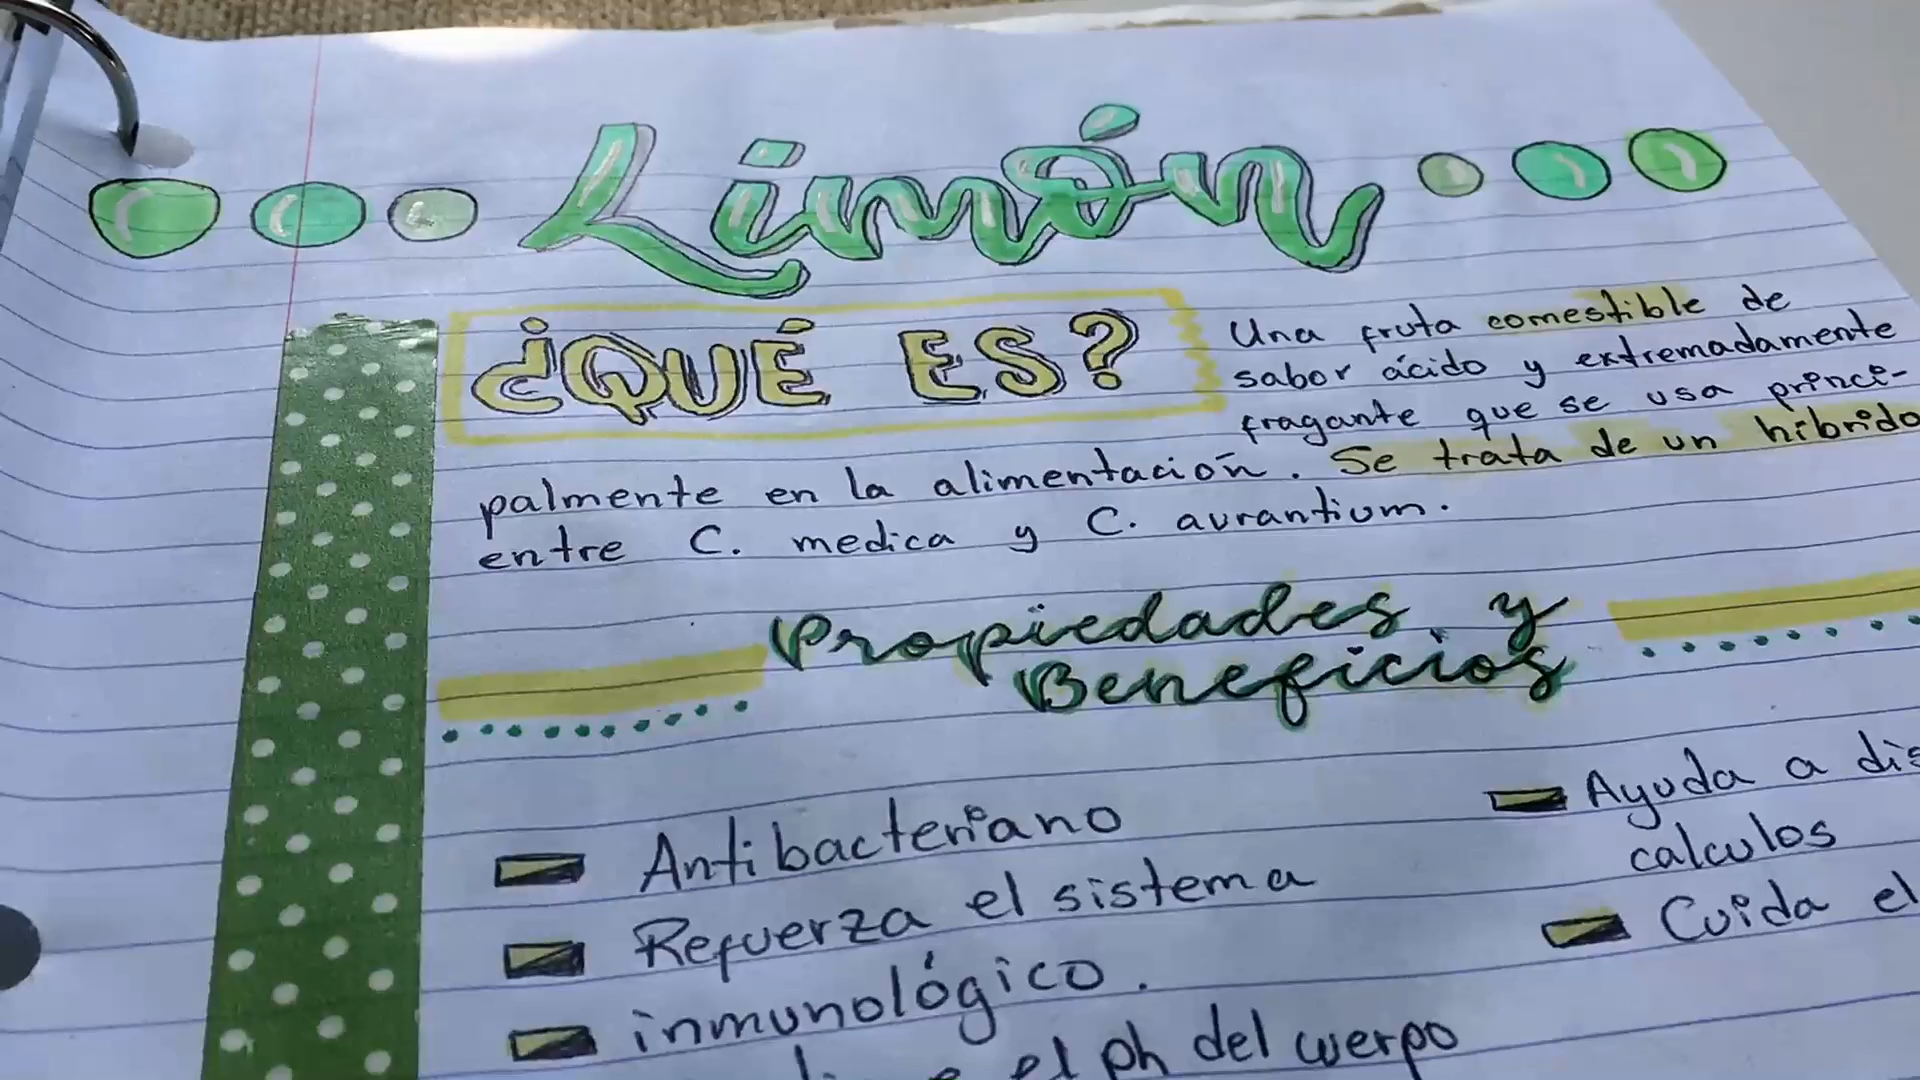 Limón
¿QUÉ ES?
Una fruta comestible de
sabor ácido y extremadamente
fragante que se usa princi-
palmente en la alimentación. Se trata de un híbrido
entre C. medica y C. aurantium.
Propiedades y
Beneficios
Antibacteriano
Refuerza el sistema
inmunológico.
el ph del cuerpo
Ayuda a dis
calculos
Cuida el